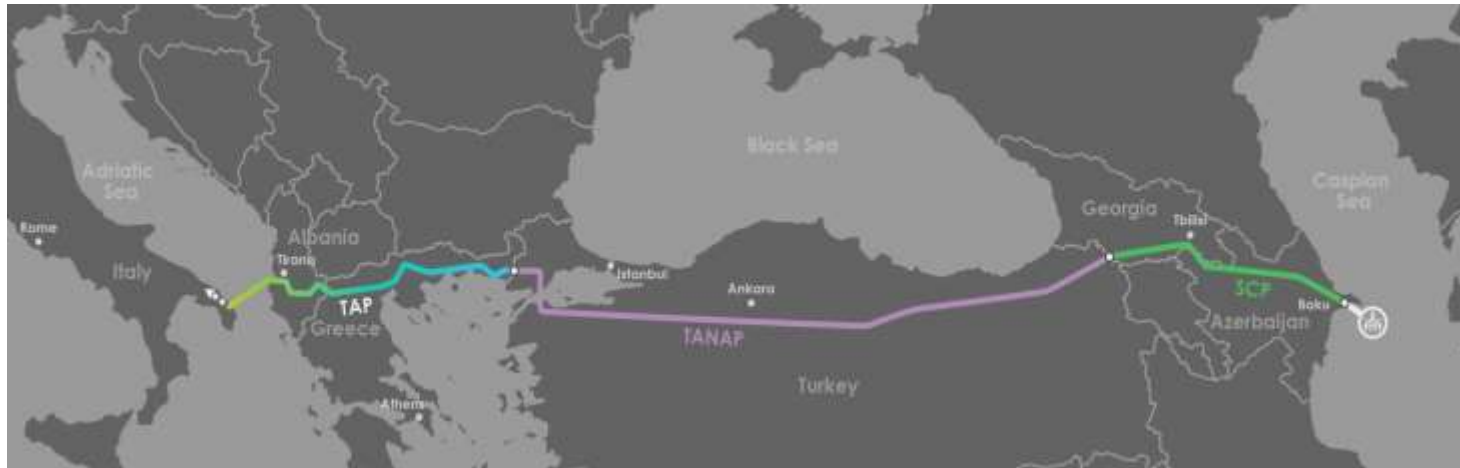 Black Sea
Adriatic
Sea
Caspian
Sea
Georgia
Tbilisi
Rome
Albania
Tirana
Italy
Istanbul
Ankara
TAP
SCP
Baku
Greece
Azerbaijan
TANAP
Turkey
Athens